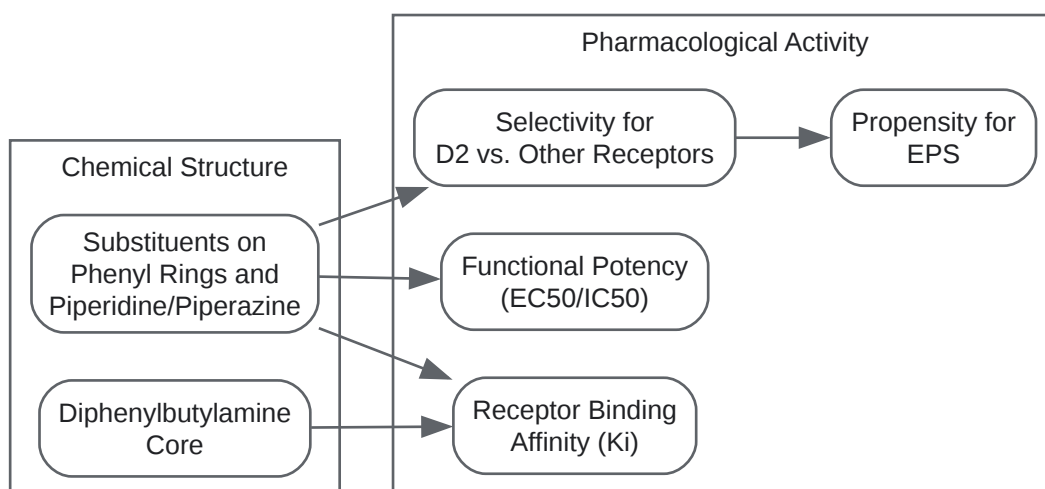 Pharmacological Activity
Selectivity for
D2 vs. Other Receptors
Propensity for
EPS
Chemical Structure
Substituents on
Phenyl Rings and
Piperidine/Piperazine
Functional Potency
(EC50/IC50)
Diphenylbutylamine
Core
Receptor Binding
Affinity (Ki)